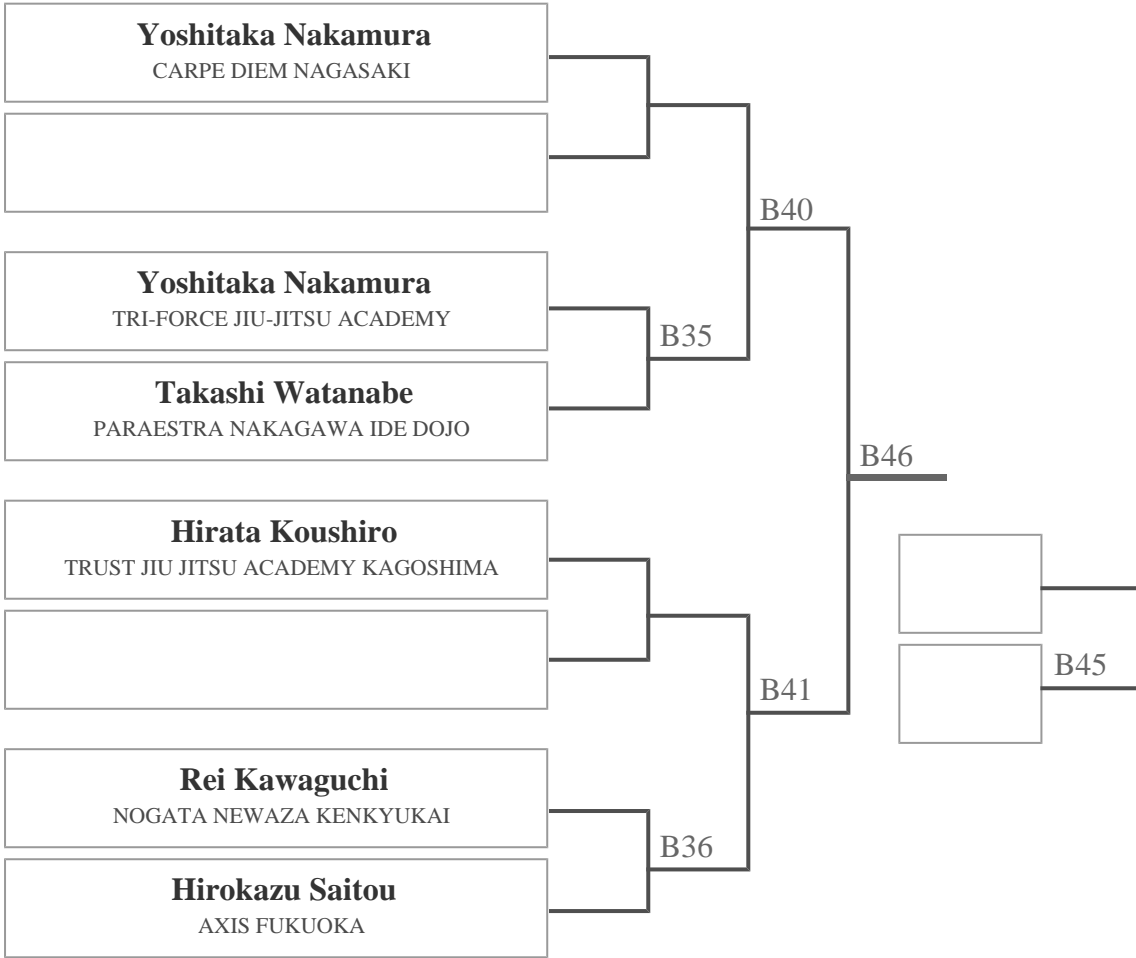 Yoshitaka Nakamura
CARPE DIEM NAGASAKI
B40
Yoshitaka Nakamura
TRI-FORCE JIU-JITSU ACADEMY
B35
Takashi Watanabe
PARAESTRA NAKAGAWA IDE DOJO
B46
Hirata Koushiro
TRUST JIU JITSU ACADEMY KAGOSHIMA
B45
B41
Rei Kawaguchi
NOGATA NEWAZA KENKYUKAI
B36
Hirokazu Saitou
AXIS FUKUOKA